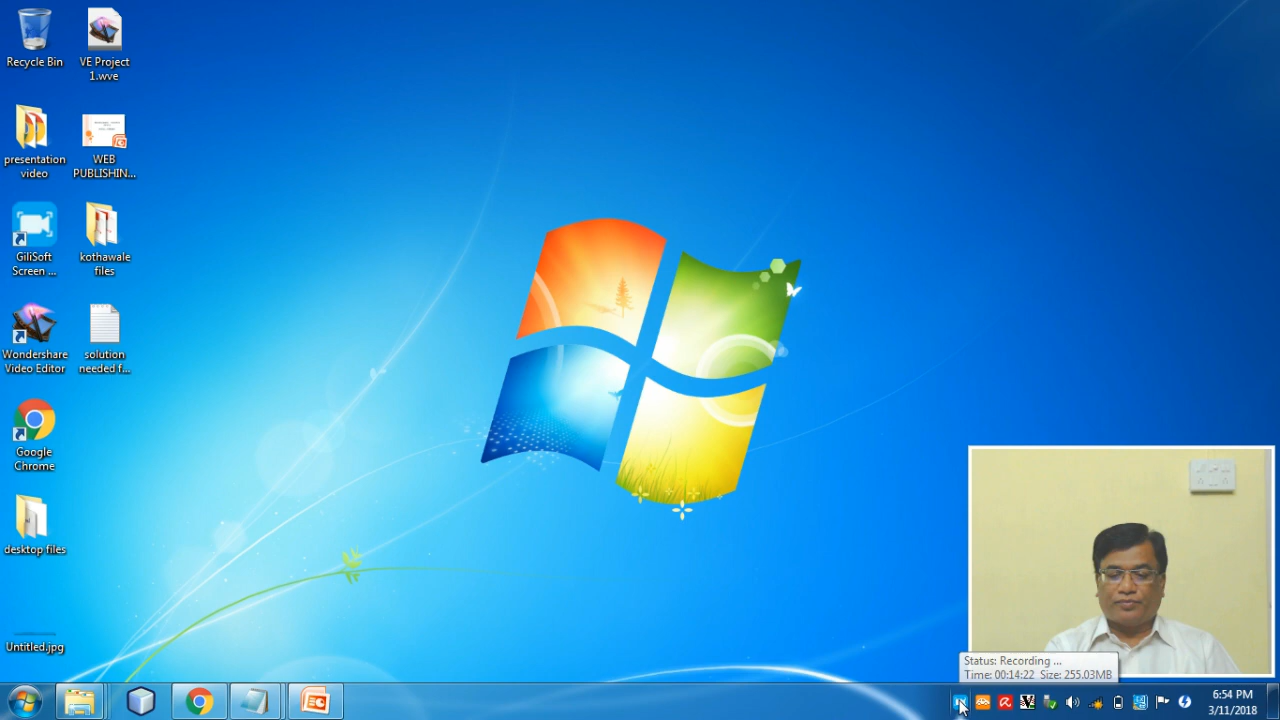 Recycle Bin
VE Project
1.wve
presentation
video
WEB
PUBLISHIN...
GiliSoft
Screen ...
kothawale
files
Wondershare
Video Editor
solution
needed f...
Google
Chrome
desktop files
Untitled.jpg
Status: Recording ...
Time: 00:14:22 Size: 255.03MB
6:54 PM
3/11/2018